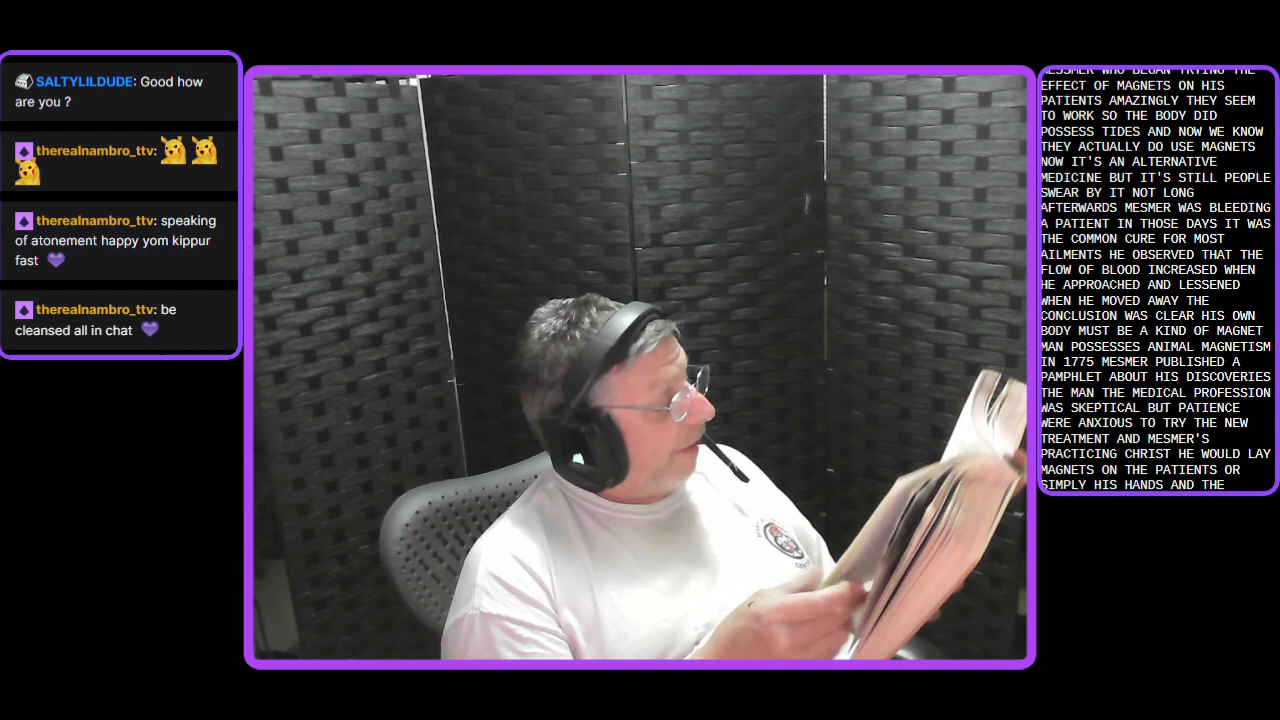 SALTYLILDUDE: Good how
are you ?
therealnambro_ttv:
therealnambro_ttv: speaking
of atonement happy yom kippur
fast
therealnambro_ttv: be
cleansed all in chat
MESSMER WHO BEGAN TRYING THE
EFFECT OF MAGNETS ON HIS
PATIENTS AMAZINGLY THEY SEEM
TO WORK SO THE BODY DID
POSSESS TIDES AND NOW WE KNOW
THEY ACTUALLY DO USE MAGNETS
NOW IT'S AN ALTERNATIVE
MEDICINE BUT IT'S STILL PEOPLE
SWEAR BY IT NOT LONG
AFTERWARDS MESMER WAS BLEEDING
A PATIENT IN THOSE DAYS IT WAS
THE COMMON CURE FOR MOST
AILMENTS HE OBSERVED THAT THE
FLOW OF BLOOD INCREASED WHEN
HE APPROACHED AND LESSENED
WHEN HE MOVED AWAY THE
CONCLUSION WAS CLEAR HIS OWN
BODY MUST BE A KIND OF MAGNET
MAN POSSESSES ANIMAL MAGNETISM
IN 1775 MESMER PUBLISHED A
PAMPHLET ABOUT HIS DISCOVERIES
THE MAN THE MEDICAL PROFESSION
WAS SKEPTICAL BUT PATIENCE
WERE ANXIOUS TO TRY THE NEW
TREATMENT AND MESMER'S
PRACTICING CHRIST HE WOULD LAY
MAGNETS ON THE PATIENTS OR
SIMPLY HIS HANDS AND THE